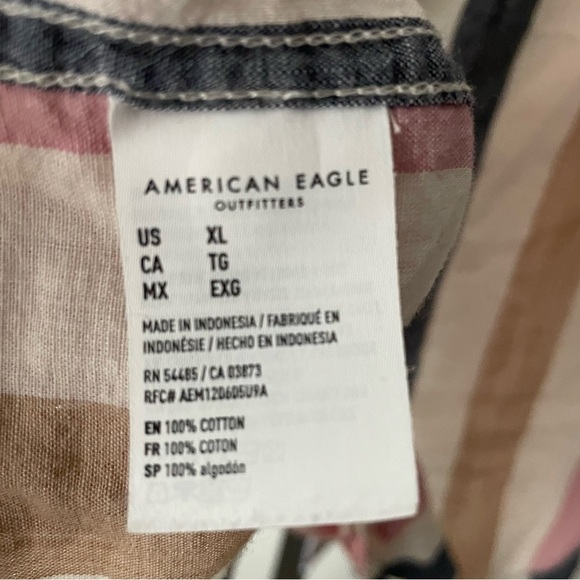 AMERICAN EAGLE
OUTFITTERS
US XL
CA TG
MX EXG
MADE IN INDONESIA / FABRIQUÉ EN
INDONÉSIE / HECHO EN INDONESIA
RN 54485 / CA 03873
RFC# AEM120605U9A
EN 100% COTTON
FR 100% COTON
SP 100% algodón